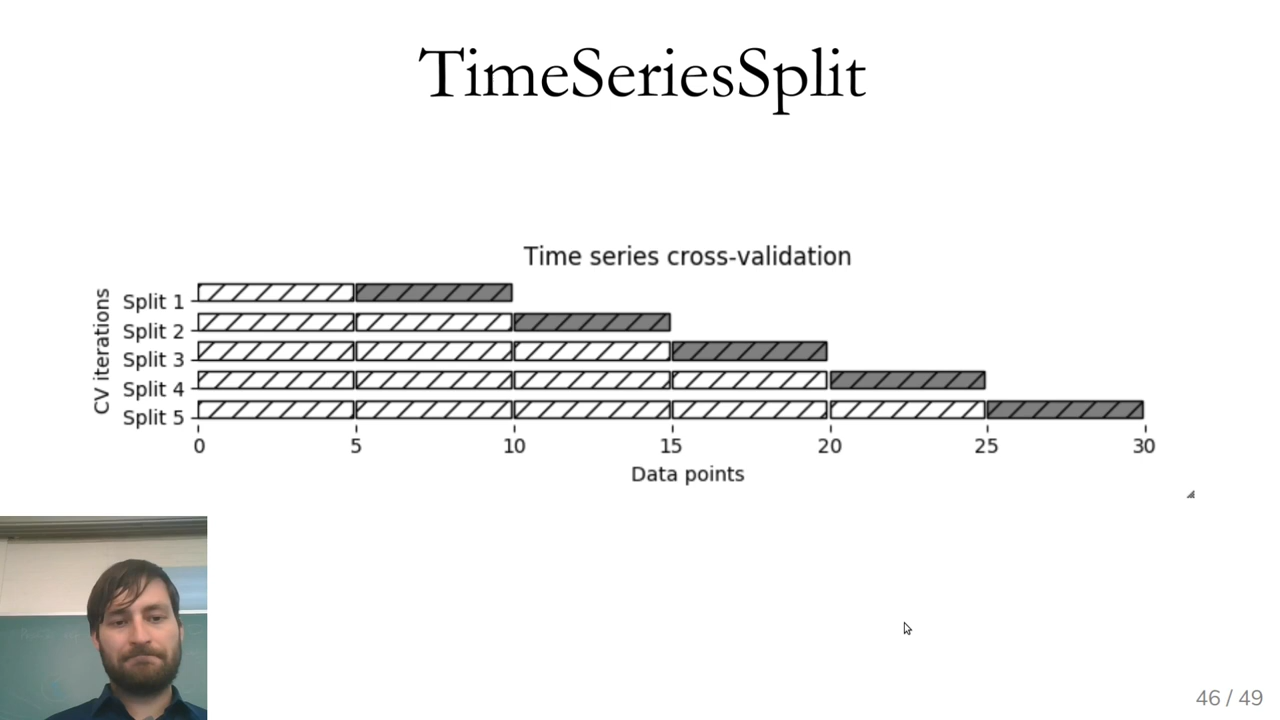 TimeSeriesSplit
Time series cross-validation
CV iterations
Split 1
Split 2
Split 3
Split 4
Split 5
0 5 10 15 20 25 30
Data points
46 / 49